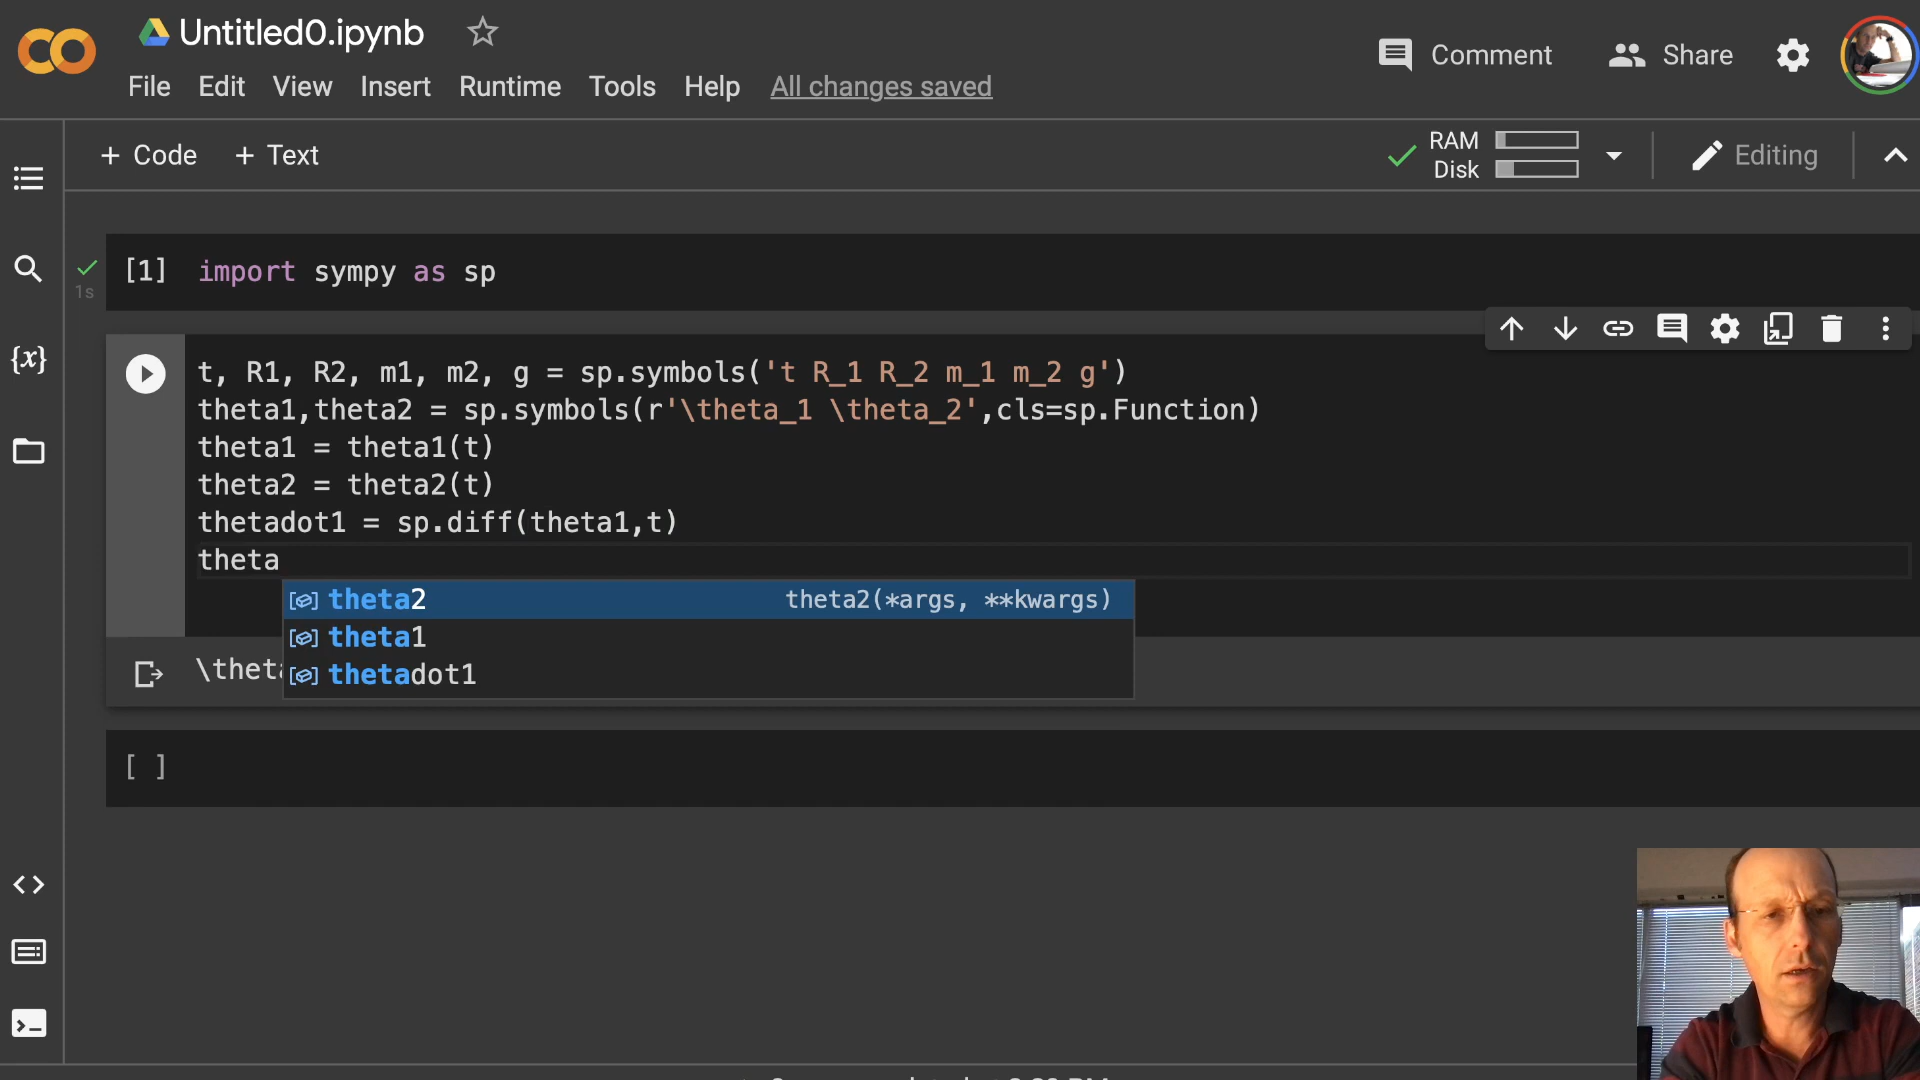 Untitled0.ipynb
Comment
Share
File Edit View Insert Runtime Tools Help All changes saved
+ Code + Text
RAM
Disk
Editing
[1] import sympy as sp
1s
{x}
t, R1, R2, m1, m2, g = sp.symbols('t R_1 R_2 m_1 m_2 g')
theta1,theta2 = sp.symbols(r'\theta_1 \theta_2',cls=sp.Function)
theta1 = theta1(t)
theta2 = theta2(t)
thetadot1 = sp.diff(theta1,t)
theta
theta2 theta2(*args, **kwargs)
theta1
thetadot1
[ ]